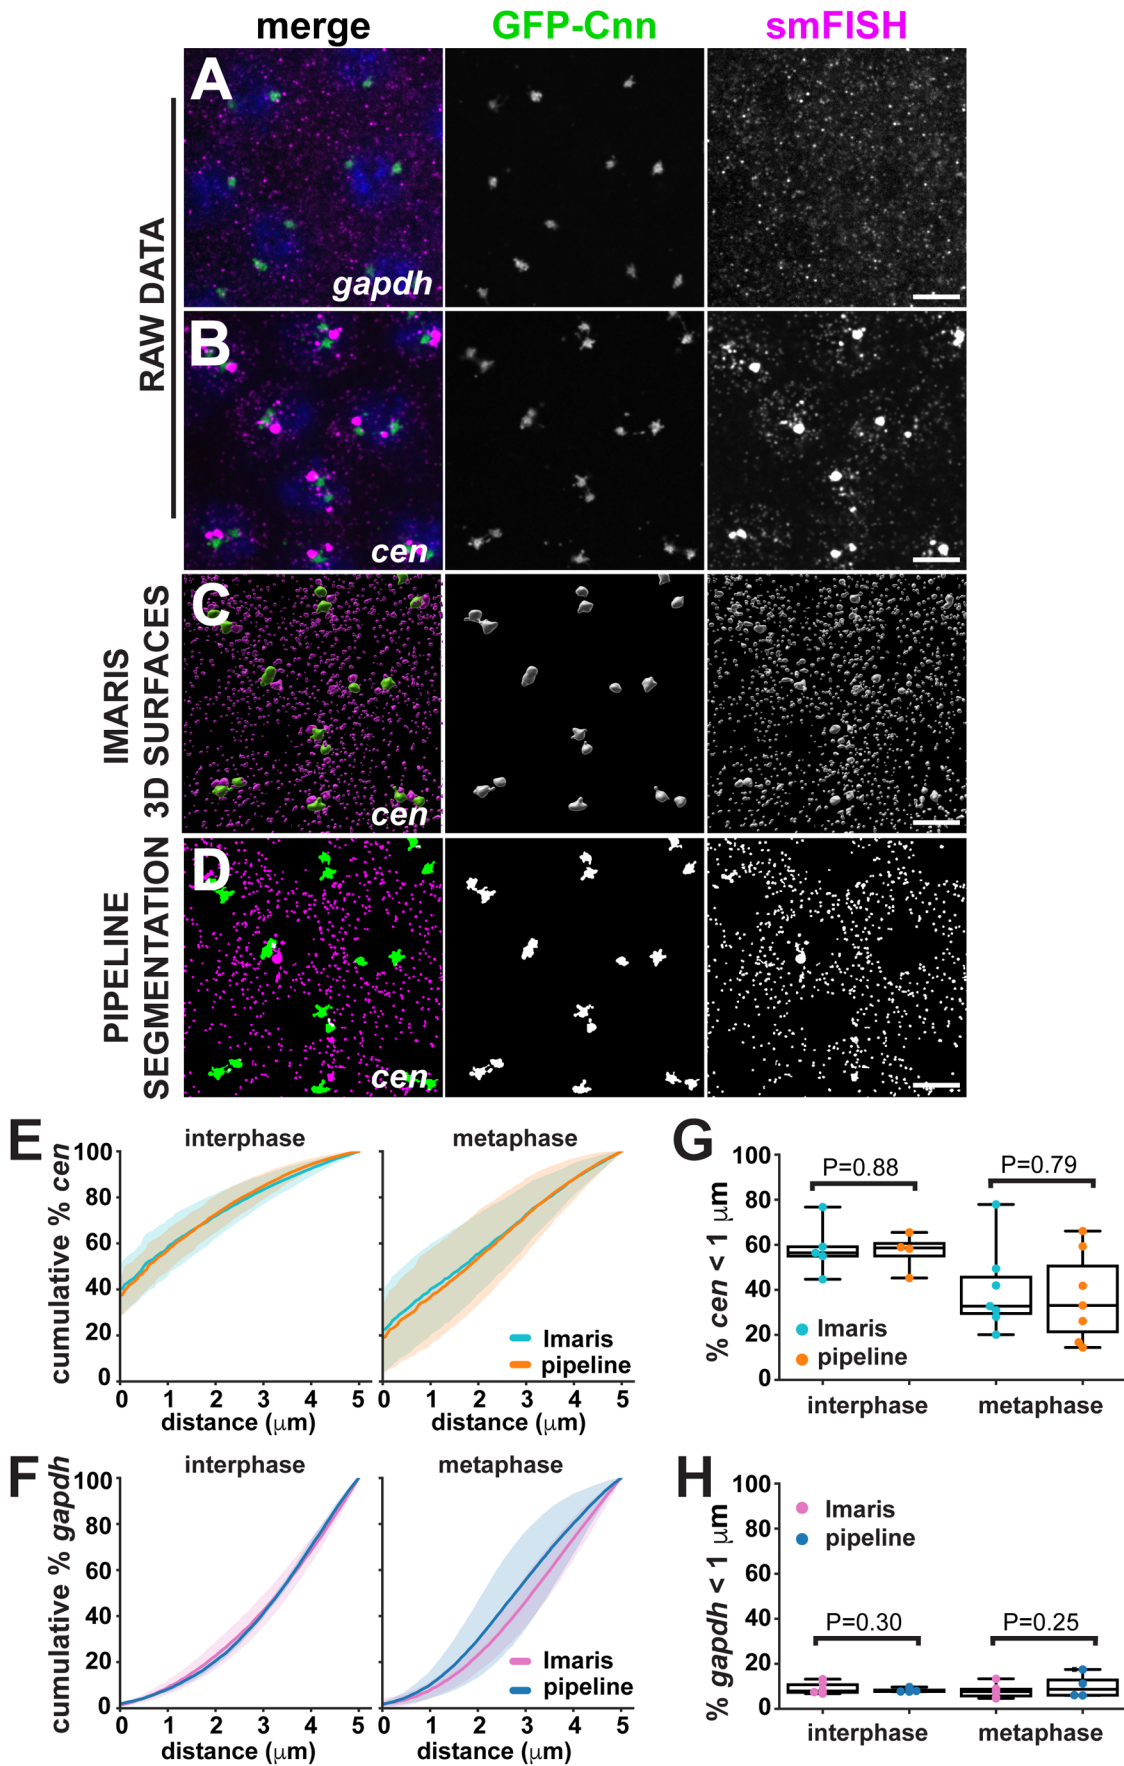 merge GFP-Cnn smFISH
RAW DATA
A
gapdh
B
cen
IMARIS
3D SURFACES
C
cen
PIPELINE
SEGMENTATION
D
cen
E
interphase
metaphase
cumulative % cen
100
80
60
40
20
0
Imaris
pipeline
0 1 2 3 4 5
distance (μm)
0 1 2 3 4 5
distance (μm)
G
% cen < 1 μm
100
80
60
40
20
0
P=0.88
P=0.79
Imaris
pipeline
interphase
metaphase
F
interphase
metaphase
cumulative % gapdh
100
80
60
40
20
0
Imaris
pipeline
0 1 2 3 4 5
distance (μm)
0 1 2 3 4 5
distance (μm)
H
% gapdh < 1 μm
100
80
60
40
20
0
Imaris
pipeline
P=0.30
P=0.25
interphase
metaphase